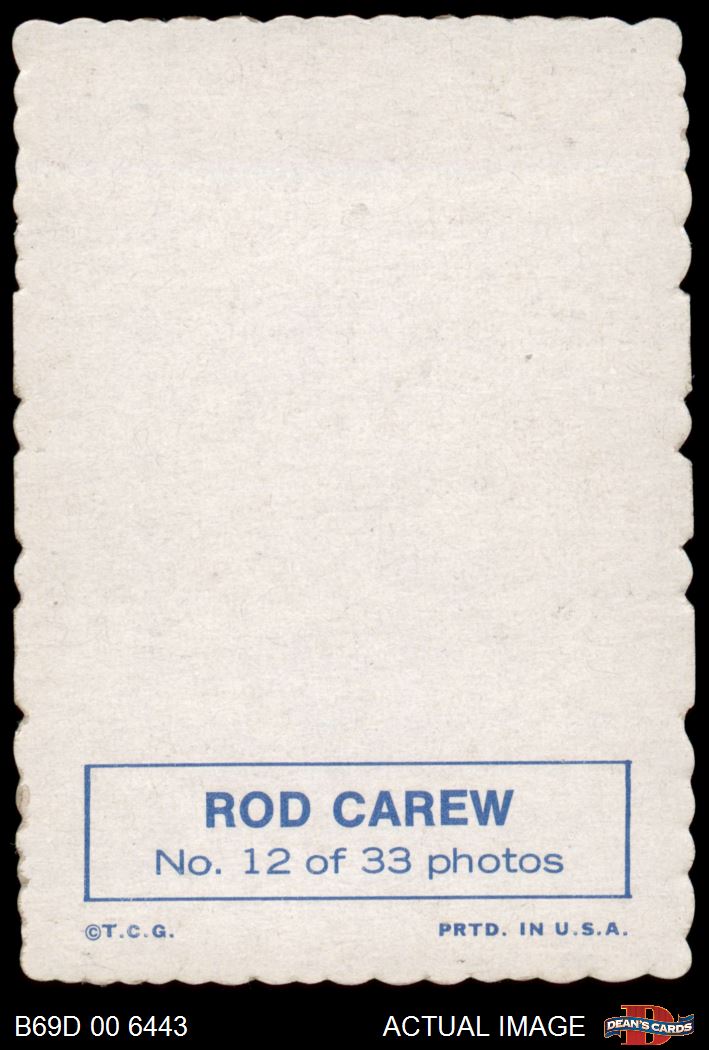 ROD CAREW
No. 12 of 33 photos
©T.C.G. PRTD. IN U.S.A.
B69D 00 6443 ACTUAL IMAGE DEAN'S CARDS